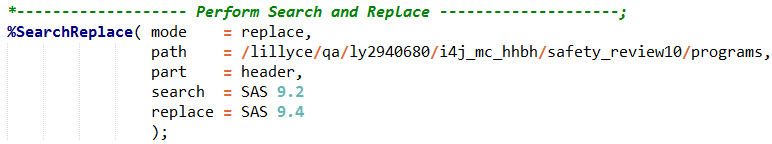 *------------------- Perform Search and Replace --------------------;
%SearchReplace( mode    = replace,
                path    = /lillyce/qa/ly2940680/i4j_mc_hhbh/safety_review10/programs,
                part    = header,
                search  = SAS 9.2
                replace = SAS 9.4
                );